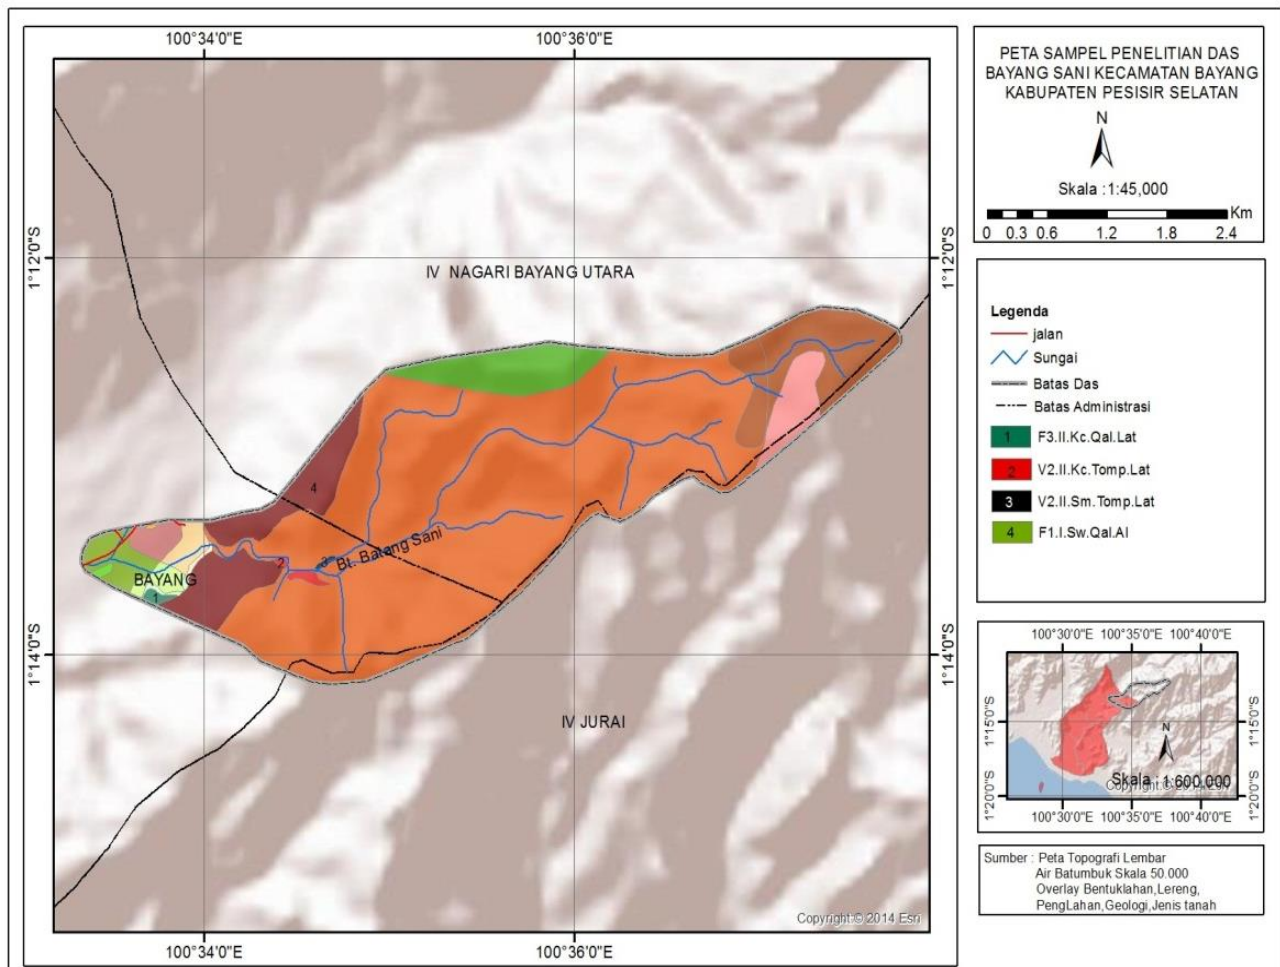 100°34'0"E
100°36'0"E
1°12'0"S
1°12'0"S
IV NAGARI BAYANG UTARA
4
2
3
Bt. Batang Sani
BAYANG
1
1°14'0"S
1°14'0"S
IV JURAI
Copyright © 2014 Esri
100°34'0"E
100°36'0"E
PETA SAMPEL PENELITIAN DAS
BAYANG SANI KECAMATAN BAYANG
KABUPATEN PESISIR SELATAN
N
Skala :1:45,000
Km
0 0.3 0.6 1.2 1.8 2.4
Legenda
jalan
Sungai
Batas Das
Batas Administrasi
1 F3.II.Kc.Qal.Lat
2 V2.II.Kc.Tomp.Lat
3 V2.II.Sm.Tomp.Lat
4 F1.I.Sw.Qal.Al
100°30'0"E 100°35'0"E 100°40'0"E
1°15'0"S
1°15'0"S
N
Skala : 1:600,000
Copyright © 2014 Esri
1°20'0"S
1°20'0"S
100°30'0"E 100°35'0"E 100°40'0"E
Sumber : Peta Topografi Lembar
Air Batumbuk Skala 50.000
Overlay Bentuklahan,Lereng,
PengLahan,Geologi,Jenis tanah